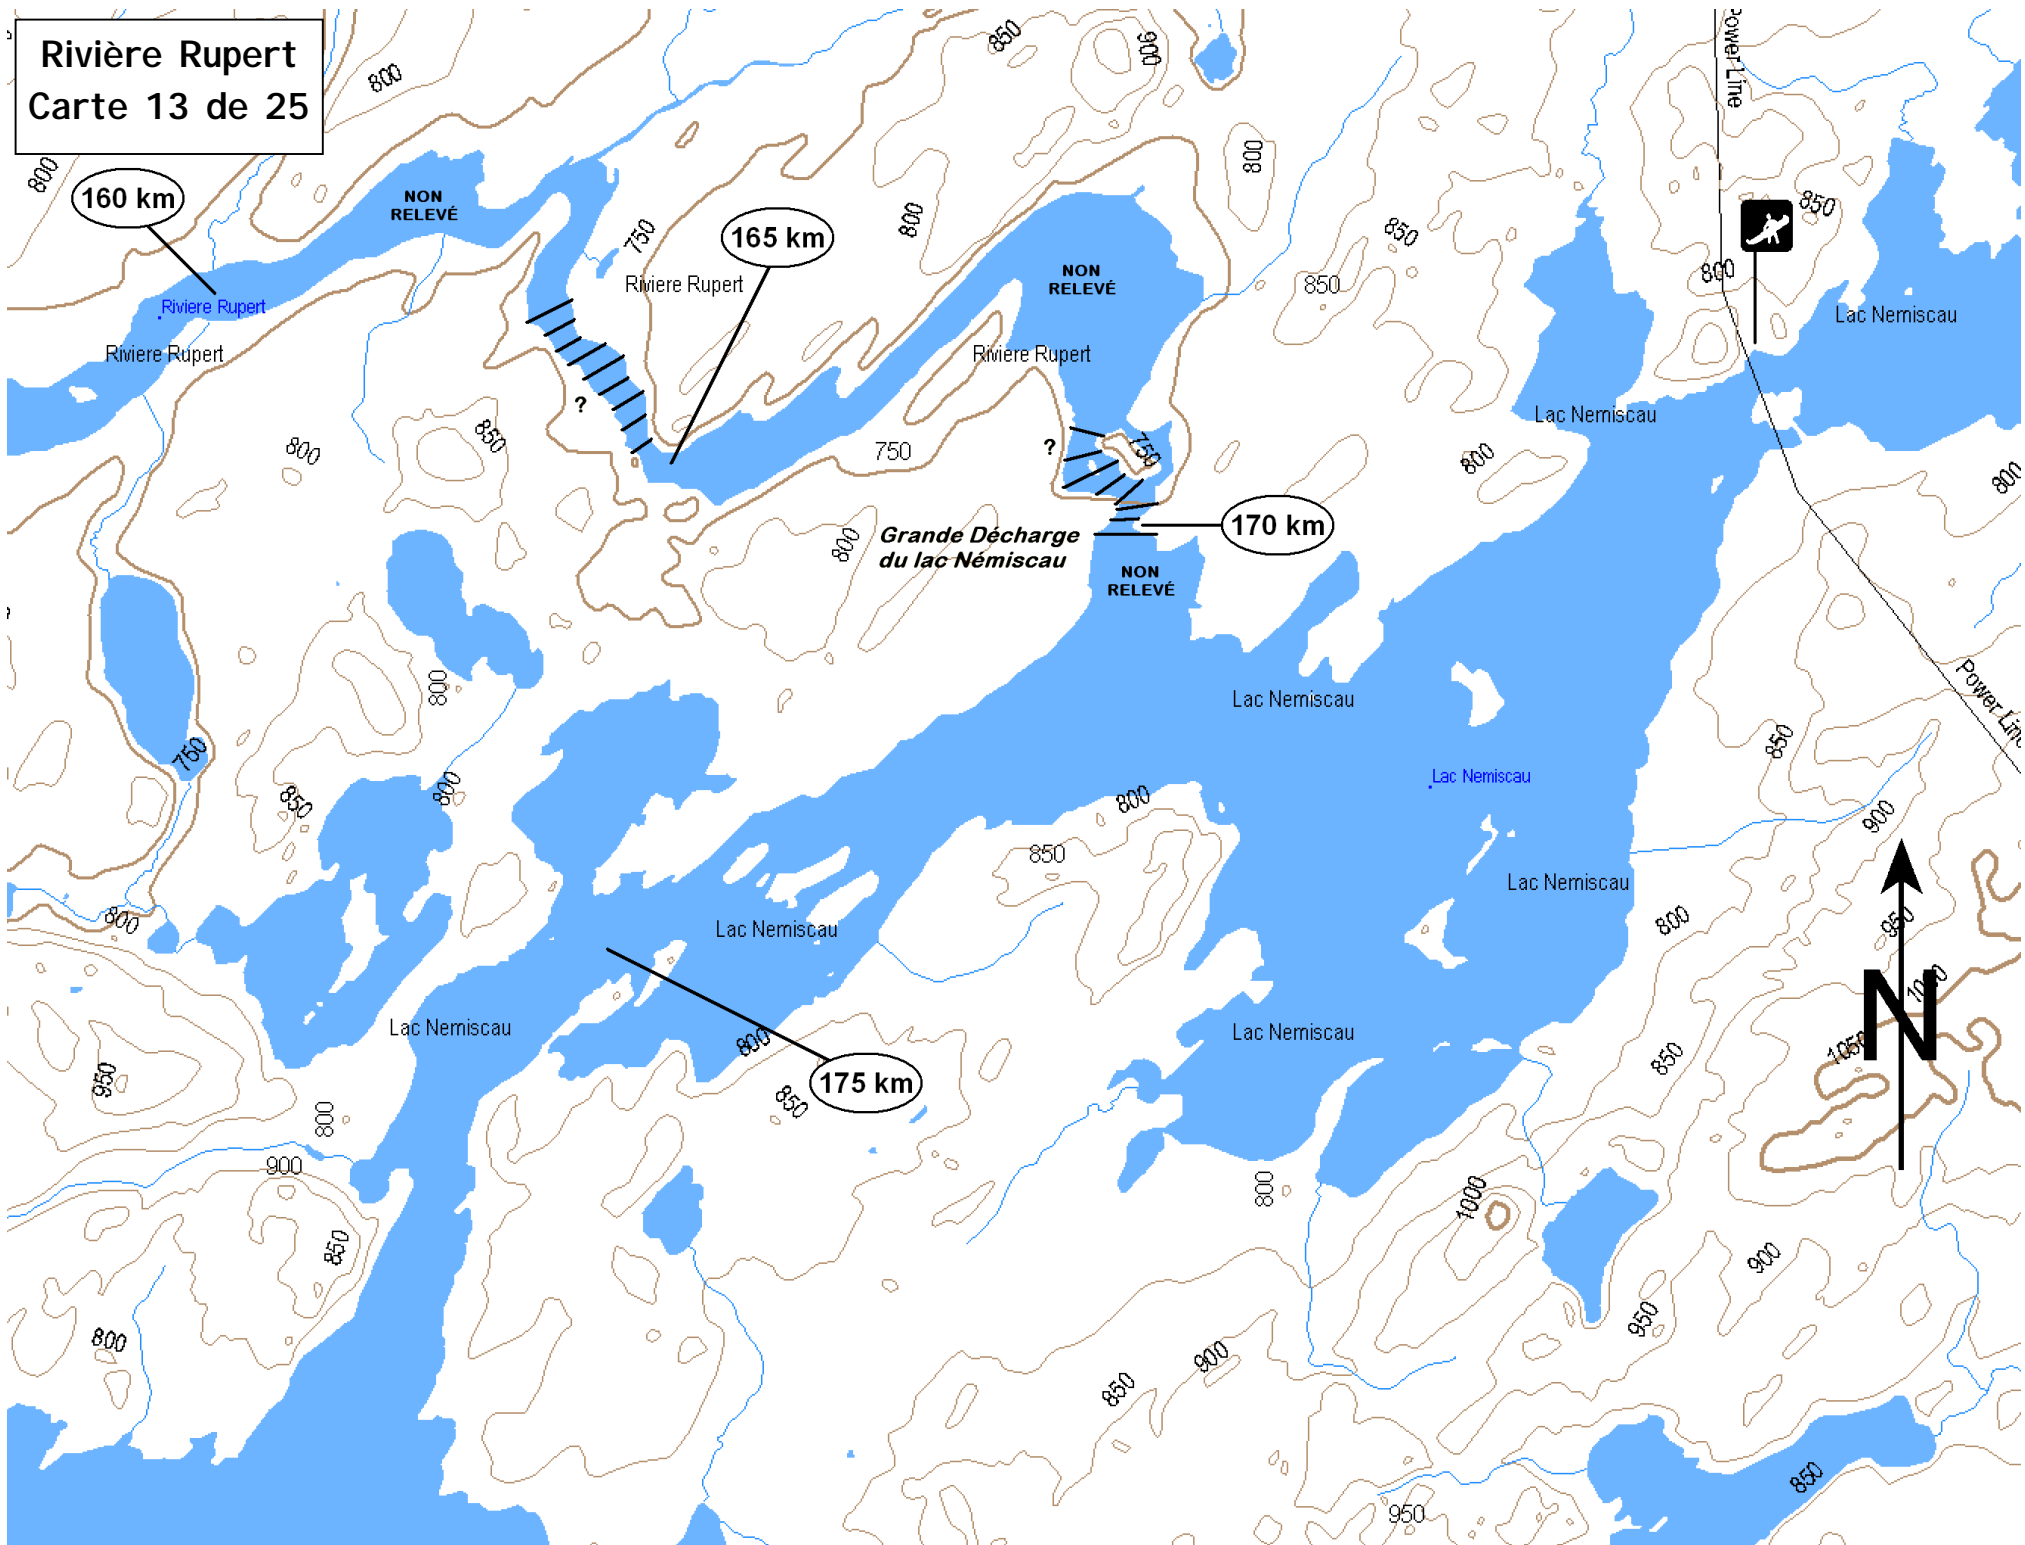 Rivière Rupert
Carte 13 de 25
800
850
900
Power Line
800
160 km
NON
RELEVÉ
800
850
750
165 km
800
850
Riviere Rupert
NON
RELEVÉ
850
800
Riviere Rupert
Lac Nemiscau
Riviere Rupert
Riviere Rupert
?
Lac Nemiscau
800
850
750
?
750
800
800
170 km
Grande Décharge
du lac Némiscau
800
NON
RELEVÉ
800
Lac Nemiscau
Power Line
750
850
Lac Nemiscau
850
800
800
900
850
Lac Nemiscau
800
Lac Nemiscau
800
950
N
1000
Lac Nemiscau
Lac Nemiscau
800
1050
850
950
175 km
850
800
900
800
1000
850
900
800
950
900
850
850
950